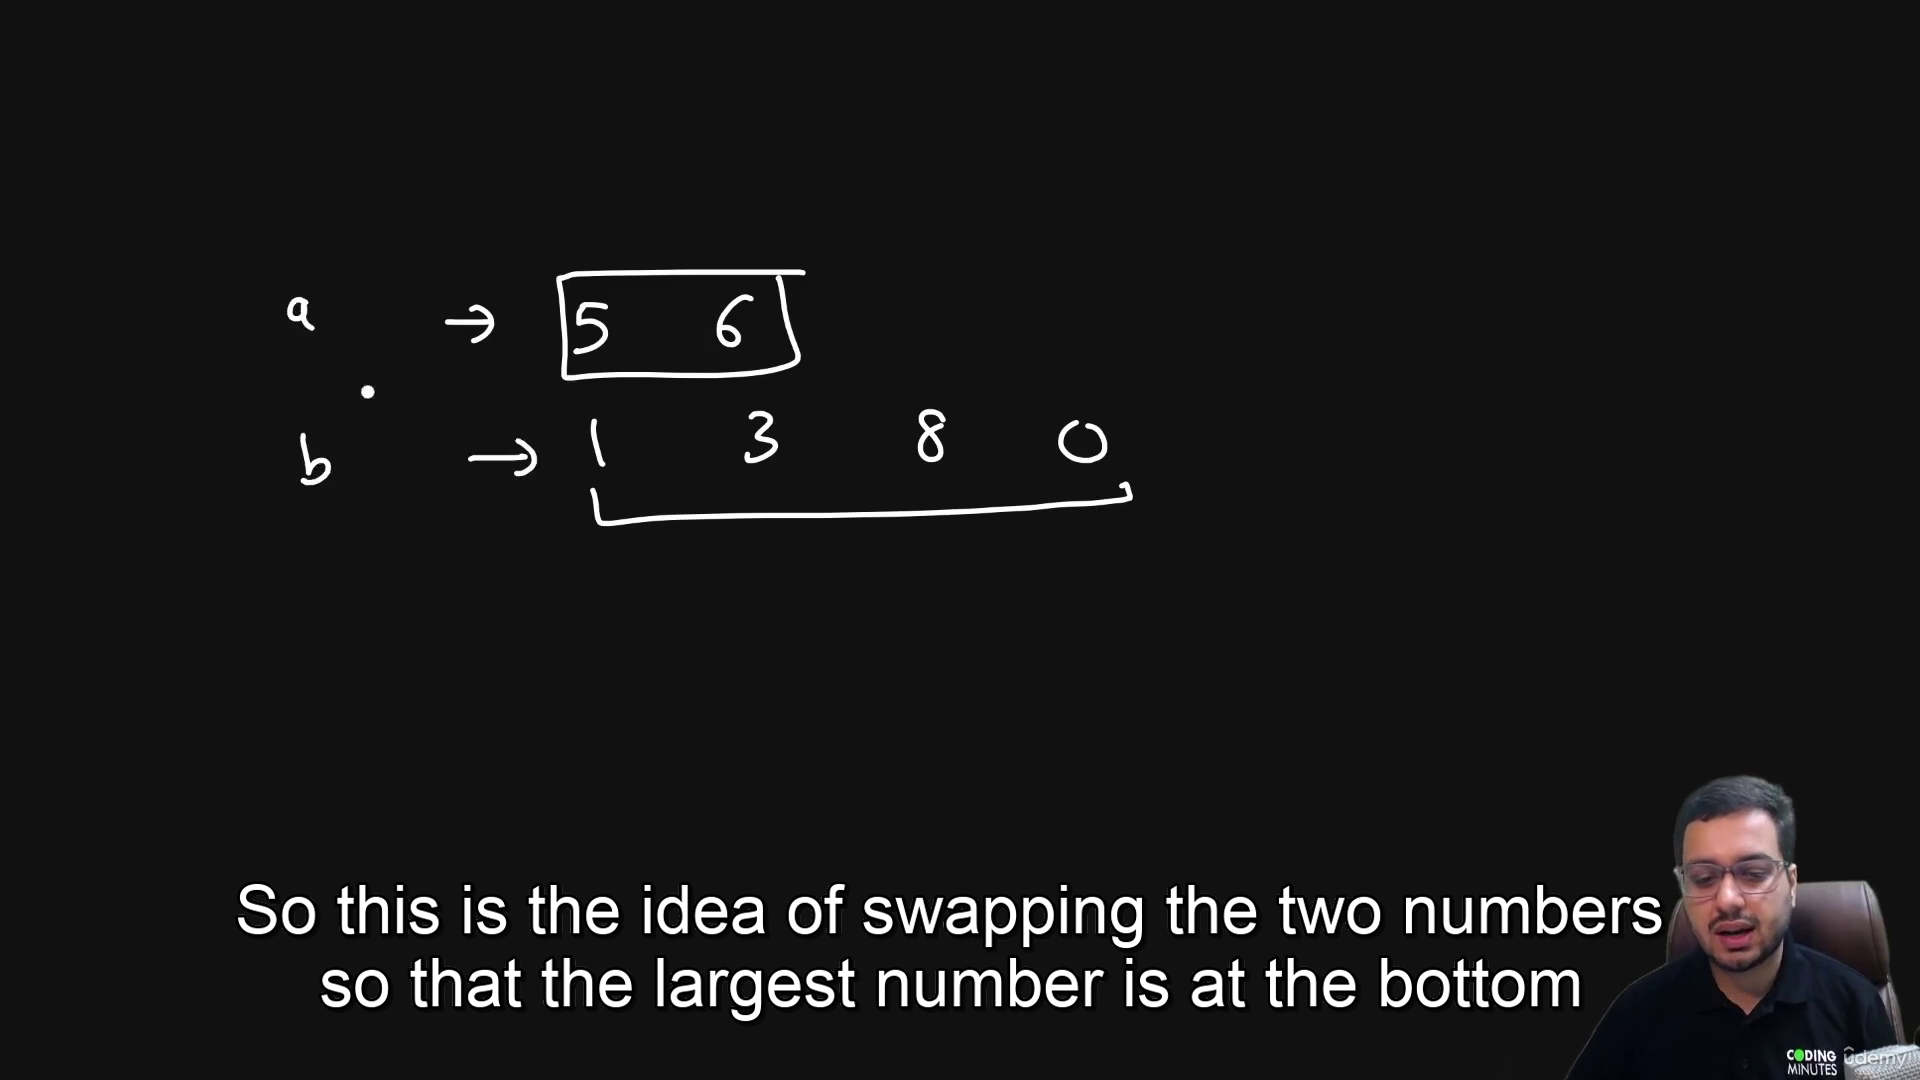 a → 5 6
b → 1 3 8 0
So this is the idea of swapping the two numbers
so that the largest number is at the bottom
CODING
MINUTES
ûdemy